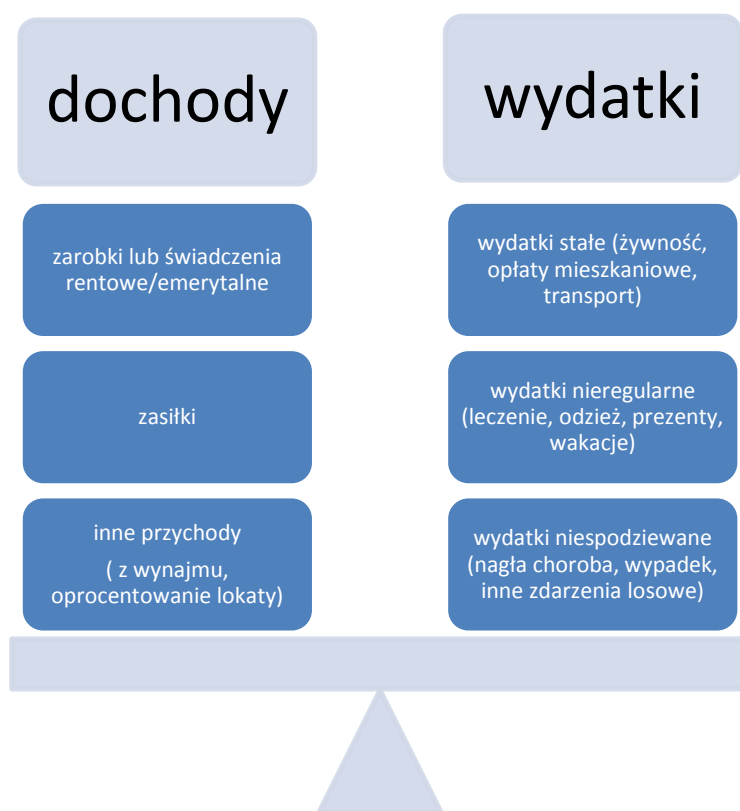 dochody
zarobki lub świadczenia
rentowe/emerytalne
zasiłki
inne przychody
( z wynajmu,
oprocentowanie lokaty)
wydatki
wydatki stałe (żywność,
opłaty mieszkaniowe,
transport)
wydatki nieregularne
(leczenie, odzież, prezenty,
wakacje)
wydatki niespodziewane
(nagła choroba, wypadek,
inne zdarzenia losowe)